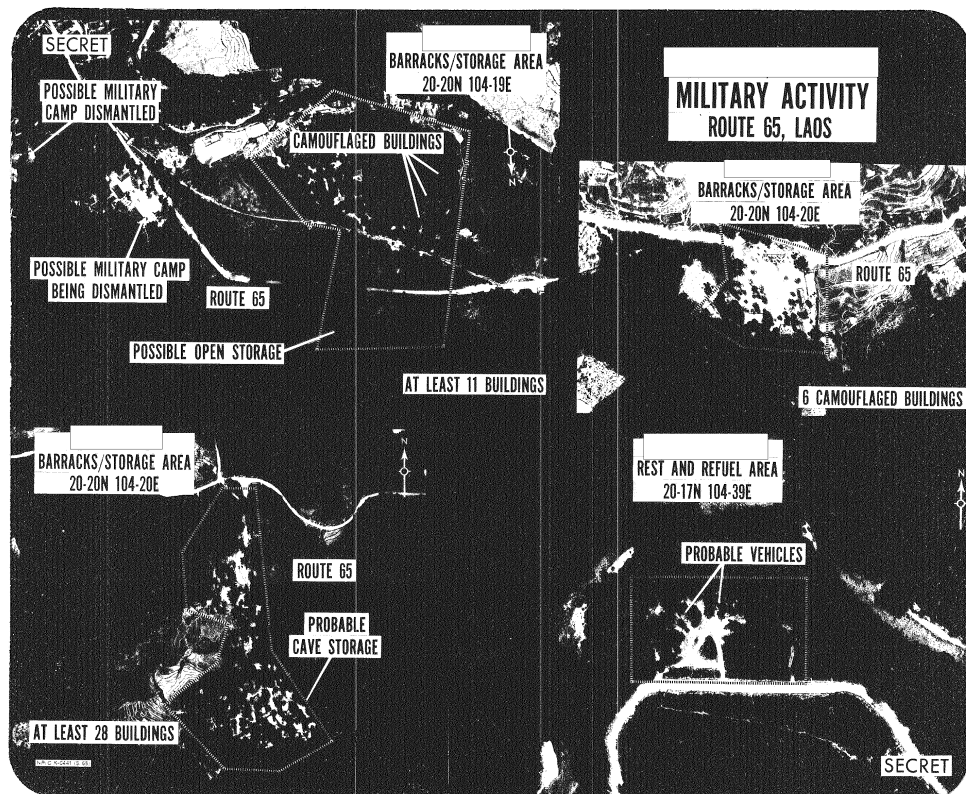 SECRET
POSSIBLE MILITARY
CAMP DISMANTLED
BARRACKS/STORAGE AREA
20-20N 104-19E
CAMOUFLAGED BUILDINGS
N
POSSIBLE MILITARY CAMP
BEING DISMANTLED
ROUTE 65
POSSIBLE OPEN STORAGE
AT LEAST 11 BUILDINGS
MILITARY ACTIVITY
ROUTE 65, LAOS
BARRACKS/STORAGE AREA
20-20N 104-20E
ROUTE 65
6 CAMOUFLAGED BUILDINGS
BARRACKS/STORAGE AREA
20-20N 104-20E
N
ROUTE 65
PROBABLE
CAVE STORAGE
AT LEAST 28 BUILDINGS
REST AND REFUEL AREA
20-17N 104-39E
N
PROBABLE VEHICLES
SECRET